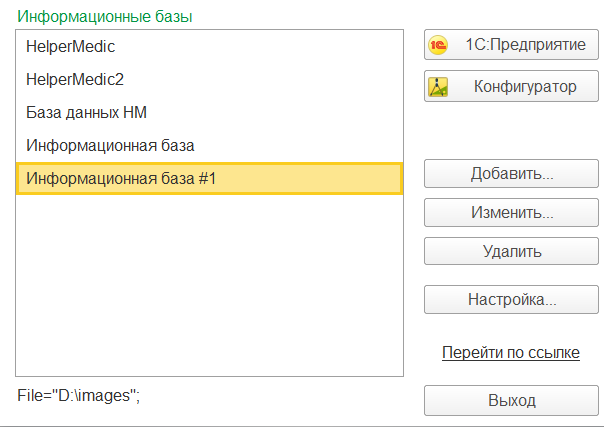 Информационные базы
HelperMedic
HelperMedic2
База данных HM
Информационная база
Информационная база #1
File="D:\images";
1С:Предприятие
Конфигуратор
Добавить...
Изменить...
Удалить
Настройка...
Перейти по ссылке
Выход